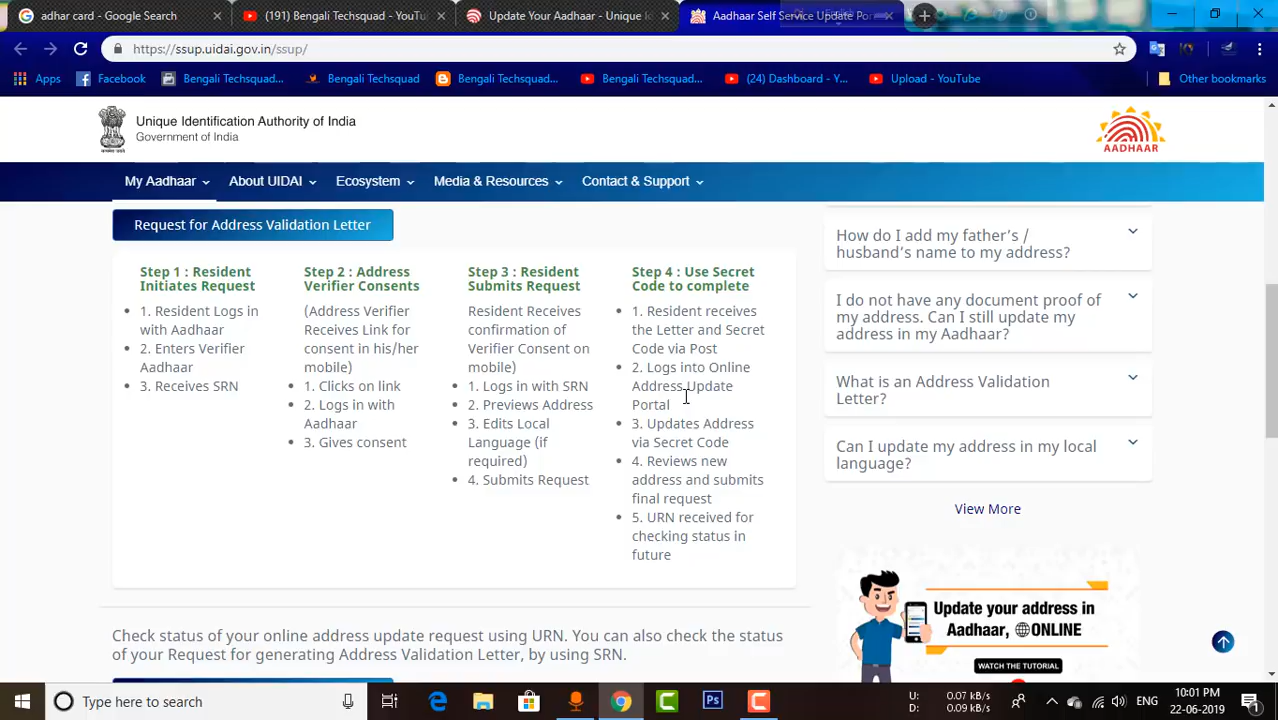 adhar card - Google Search
(191) Bengali Techsquad - YouTu
Update Your Aadhaar - Unique I
Aadhaar Self Service Update Por
https://ssup.uidai.gov.in/ssup/
Apps
Facebook
Bengali Techsquad...
Bengali Techsquad
Bengali Techsquad...
Bengali Techsquad...
(24) Dashboard - Y...
Upload - YouTube
Other bookmarks
Unique Identification Authority of India
Government of India
AADHAAR
My Aadhaar
About UIDAI
Ecosystem
Media & Resources
Contact & Support
Request for Address Validation Letter
Step 1 : Resident
Initiates Request
1. Resident Logs in
with Aadhaar
2. Enters Verifier
Aadhaar
3. Receives SRN
Step 2 : Address
Verifier Consents
(Address Verifier
Receives Link for
consent in his/her
mobile)
1. Clicks on link
2. Logs in with
Aadhaar
3. Gives consent
Step 3 : Resident
Submits Request
Resident Receives
confirmation of
Verifier Consent on
mobile)
1. Logs in with SRN
2. Previews Address
3. Edits Local
Language (if
required)
4. Submits Request
Step 4 : Use Secret
Code to complete
1. Resident receives
the Letter and Secret
Code via Post
2. Logs into Online
Address Update
Portal
3. Updates Address
via Secret Code
4. Reviews new
address and submits
final request
5. URN received for
checking status in
future
How do I add my father's /
husband's name to my address?
I do not have any document proof of
my address. Can I still update my
address in my Aadhaar?
What is an Address Validation
Letter?
Can I update my address in my local
language?
View More
Update your address in
Aadhaar, ONLINE
WATCH THE TUTORIAL
Check status of your online address update request using URN. You can also check the status
of your Request for generating Address Validation Letter, by using SRN.
Type here to search
U: 0.07 kB/s
D: 0.09 kB/s
ENG
10:01 PM
22-06-2019